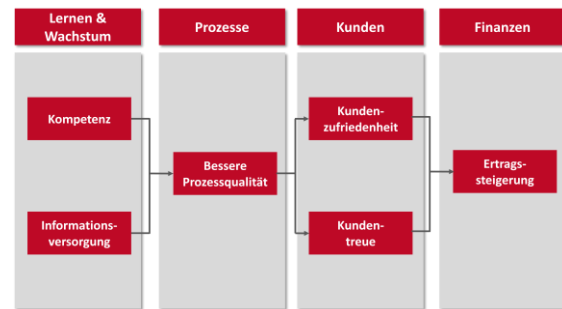 Lernen &
Wachstum
Prozesse
Kunden
Finanzen
Kompetenz
Informations-
versorgung
Bessere
Prozessqualität
Kunden-
zufriedenheit
Kunden-
treue
Ertrags-
steigerung